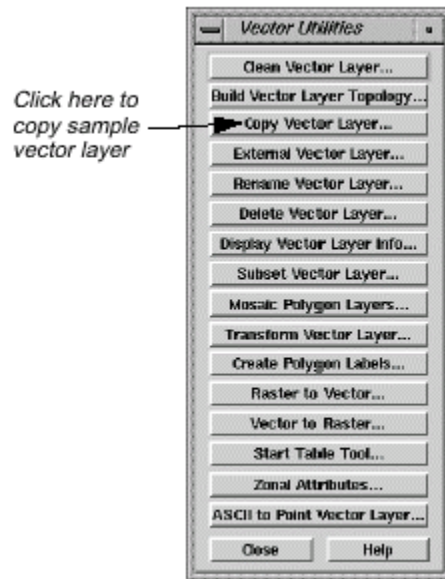 Vector Utilities
Clean Vector Layer...
Build Vector Layer Topology...
Click here to
copy sample
vector layer
Copy Vector Layer...
External Vector Layer...
Rename Vector Layer...
Delete Vector Layer...
Display Vector Layer Info...
Subset Vector Layer...
Mosaic Polygon Layers...
Transform Vector Layer...
Create Polygon Labels...
Raster to Vector...
Vector to Raster...
Start Table Tool...
Zonal Attributes...
ASCII to Point Vector Layer...
Close Help